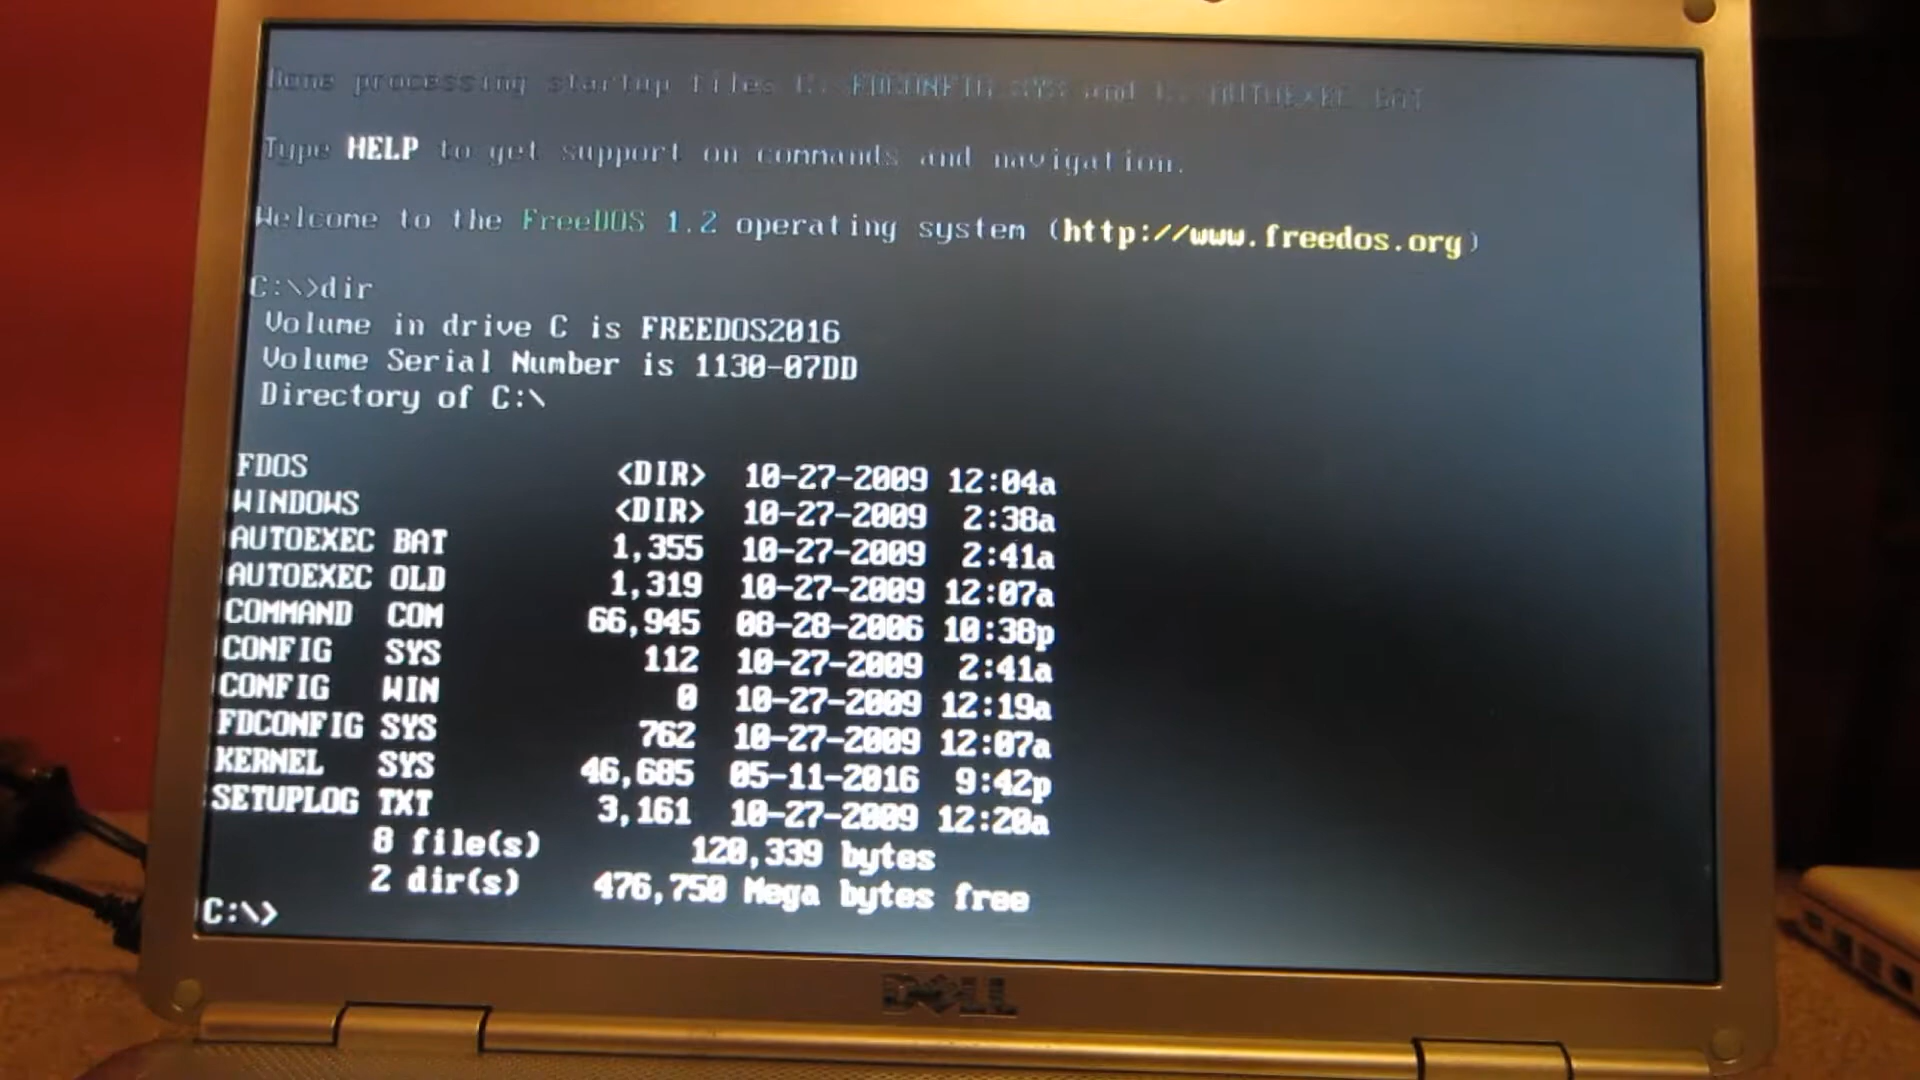 Done processing startup files C:\FDCONFIG.SYS and C:\AUTOEXEC.BAT
Type HELP to get support on commands and navigation.
Welcome to the FreeDOS 1.2 operating system (http://www.freedos.org)
C:\>dir
Volume in drive C is FREEDOS2016
Volume Serial Number is 1130-07DD
Directory of C:\
FDOS <DIR> 10-27-2009 12:04a
WINDOWS <DIR> 10-27-2009 2:38a
AUTOEXEC BAT 1,355 10-27-2009 2:41a
AUTOEXEC OLD 1,319 10-27-2009 12:07a
COMMAND COM 66,945 08-28-2006 10:38p
CONFIG SYS 112 10-27-2009 2:41a
CONFIG WIN 0 10-27-2009 12:19a
FDCONFIG SYS 762 10-27-2009 12:07a
KERNEL SYS 46,685 05-11-2016 9:42p
SETUPLOG TXT 3,161 10-27-2009 12:20a
8 file(s) 120,339 bytes
2 dir(s) 476,750 Mega bytes free
C:\>
DELL